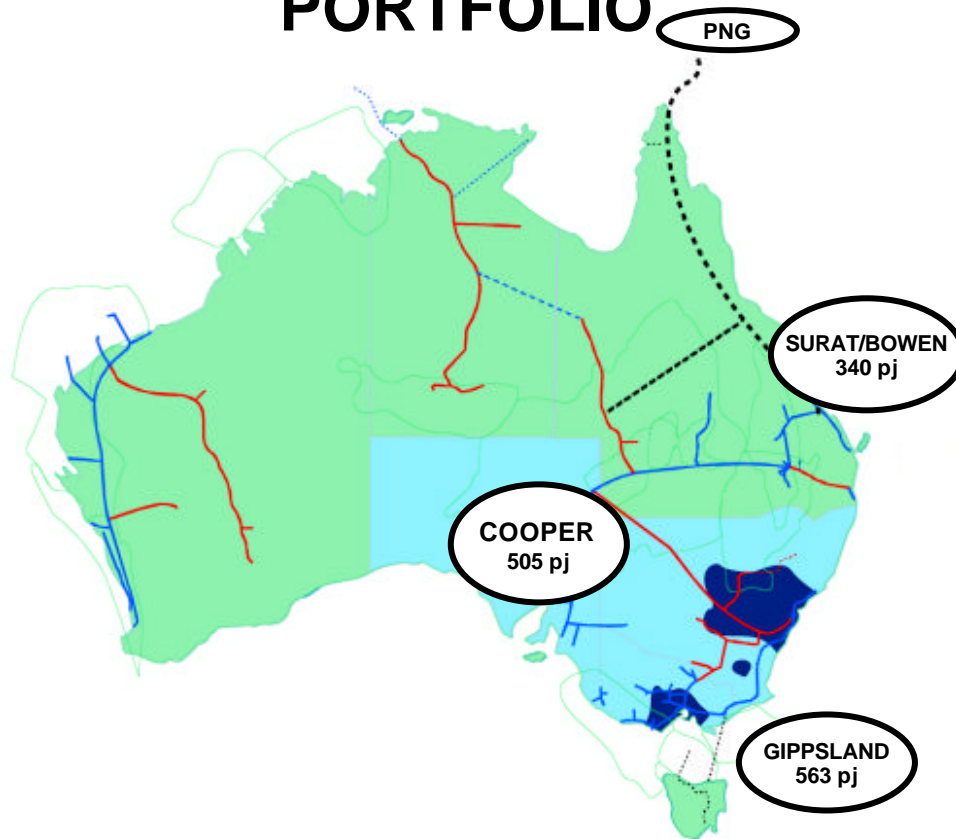 PORTFOLIO
PNG
SURAT/BOWEN
340 pj
COOPER
505 pj
GIPPSLAND
563 pj